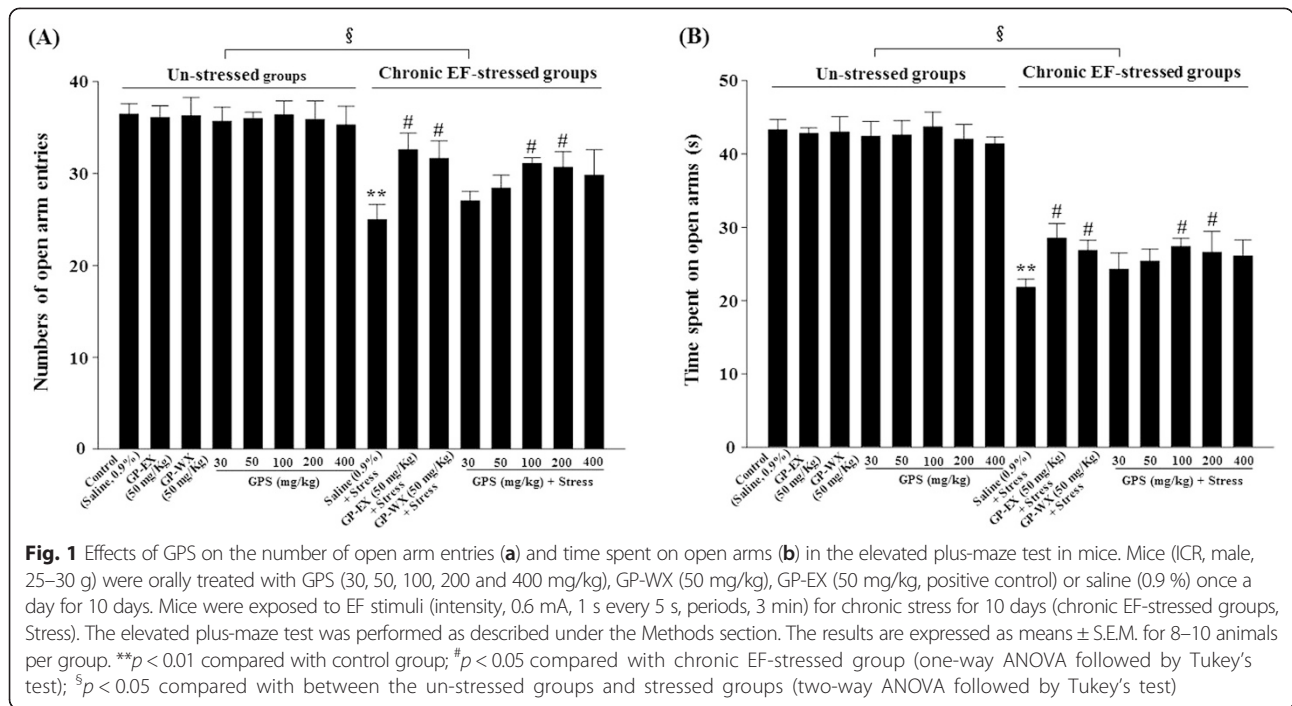 (A)
§
Un-stressed groups
Chronic EF-stressed groups
Numbers of open arm entries
40
30
20
10
0
#
#
#
#
**
Control
(Saline, 0.9%)
GP-EX
(50 mg/Kg)
GP-WX
(50 mg/Kg)
30 50 100 200 400
GPS (mg/kg)
Saline (0.9%)
+ Stress
GP-EX (50 mg/Kg)
+ Stress
GP-WX (50 mg/Kg)
+ Stress
30 50 100 200 400
GPS (mg/kg) + Stress
(B)
§
Un-stressed groups
Chronic EF-stressed groups
Time spent on open arms (s)
50
40
30
20
10
0
#
#
#
#
**
Control
(Saline, 0.9%)
GP-EX
(50 mg/Kg)
GP-WX
(50 mg/Kg)
30 50 100 200 400
GPS (mg/kg)
Saline (0.9%)
+ Stress
GP-EX (50 mg/Kg)
+ Stress
GP-WX (50 mg/Kg)
+ Stress
30 50 100 200 400
GPS (mg/kg) + Stress
Fig. 1 Effects of GPS on the number of open arm entries (a) and time spent on open arms (b) in the elevated plus-maze test in mice. Mice (ICR, male,
25–30 g) were orally treated with GPS (30, 50, 100, 200 and 400 mg/kg), GP-WX (50 mg/kg), GP-EX (50 mg/kg, positive control) or saline (0.9 %) once a
day for 10 days. Mice were exposed to EF stimuli (intensity, 0.6 mA, 1 s every 5 s, periods, 3 min) for chronic stress for 10 days (chronic EF-stressed groups,
Stress). The elevated plus-maze test was performed as described under the Methods section. The results are expressed as means ± S.E.M. for 8–10 animals
per group. **p < 0.01 compared with control group; #p < 0.05 compared with chronic EF-stressed group (one-way ANOVA followed by Tukey's
test); §p < 0.05 compared with between the un-stressed groups and stressed groups (two-way ANOVA followed by Tukey's test)